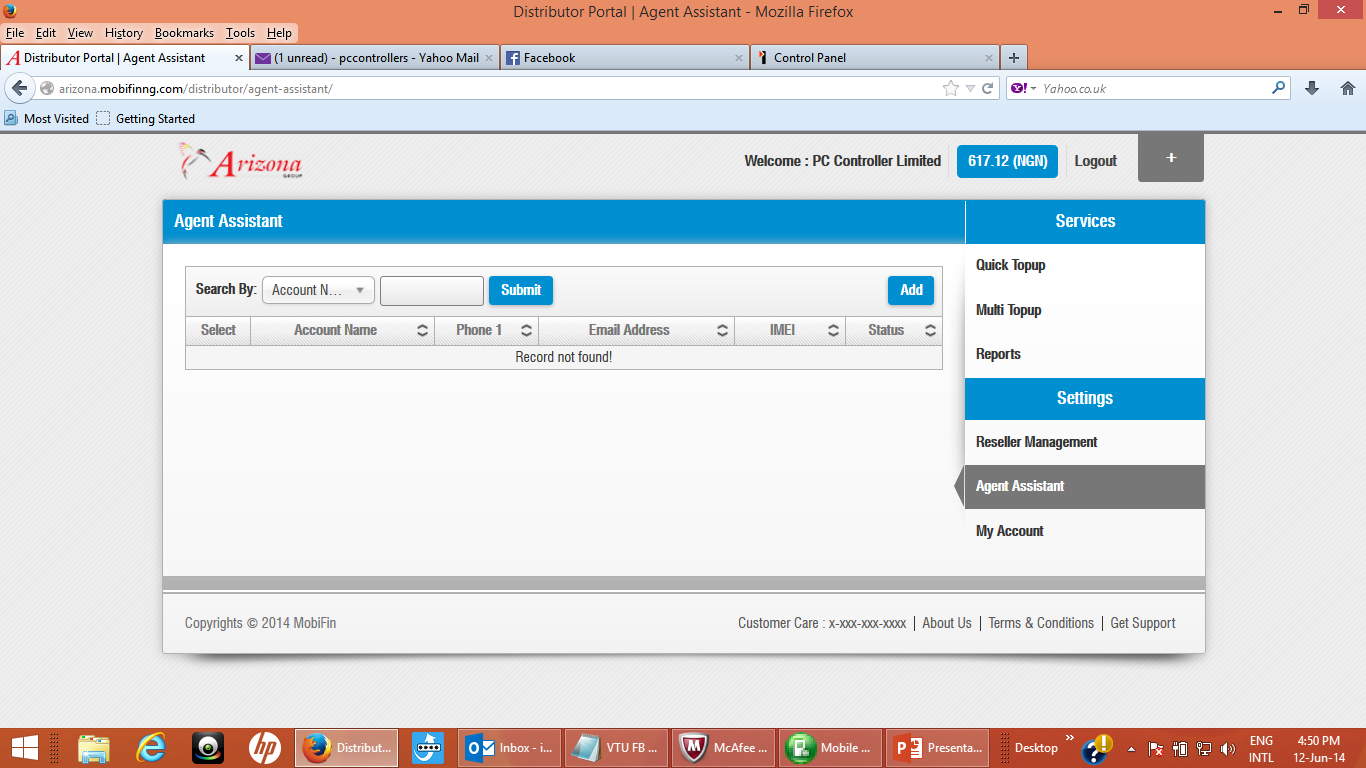 Distributor Portal | Agent Assistant - Mozilla Firefox
File Edit View History Bookmarks Tools Help
Distributor Portal | Agent Assistant (1 unread) - pccontrollers - Yahoo Mail Facebook Control Panel
arizona.mobifinng.com/distributor/agent-assistant/ Yahoo.co.uk
Most Visited Getting Started
Arizona GROUP Welcome : PC Controller Limited 617.12 (NGN) Logout +
Agent Assistant Services
Quick Topup
Search By: Account N... Submit Add
Multi Topup
Select Account Name Phone 1 Email Address IMEI Status
Record not found! Reports
Settings
Reseller Management
Agent Assistant
My Account
Copyrights © 2014 MobiFin Customer Care : x-xxx-xxx-xxxx | About Us | Terms & Conditions | Get Support
Distribut... Inbox - i... VTU FB ... McAfee ... Mobile ... Presenta... Desktop » ENG 4:50 PM
INTL 12-Jun-14